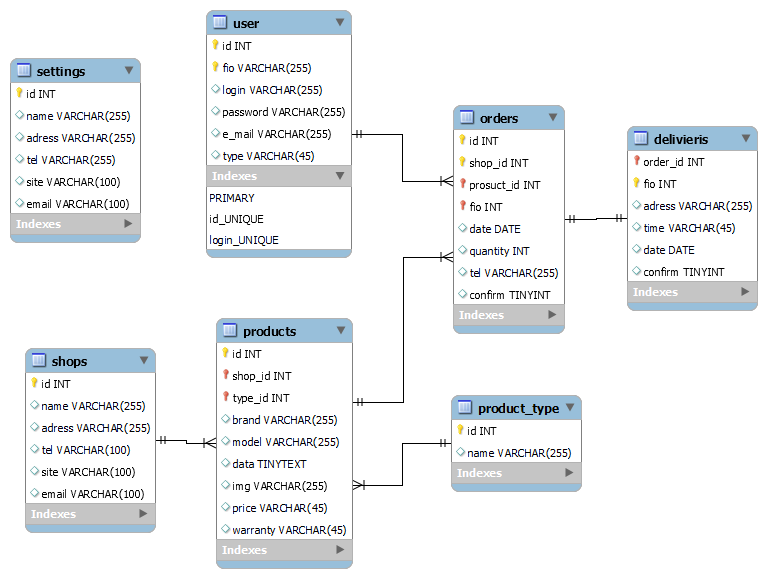 user
id INT
fio VARCHAR(255)
login VARCHAR(255)
password VARCHAR(255)
e_mail VARCHAR(255)
type VARCHAR(45)
Indexes
PRIMARY
id_UNIQUE
login_UNIQUE
settings
id INT
name VARCHAR(255)
adress VARCHAR(255)
tel VARCHAR(255)
site VARCHAR(100)
email VARCHAR(100)
Indexes
orders
id INT
shop_id INT
prosuct_id INT
fio INT
date DATE
quantity INT
tel VARCHAR(255)
confirm TINYINT
Indexes
delivieris
order_id INT
fio INT
adress VARCHAR(255)
time VARCHAR(45)
date DATE
confirm TINYINT
Indexes
shops
id INT
name VARCHAR(255)
adress VARCHAR(255)
tel VARCHAR(100)
site VARCHAR(100)
email VARCHAR(100)
Indexes
products
id INT
shop_id INT
type_id INT
brand VARCHAR(255)
model VARCHAR(255)
data TINYTEXT
img VARCHAR(255)
price VARCHAR(45)
warranty VARCHAR(45)
Indexes
product_type
id INT
name VARCHAR(255)
Indexes